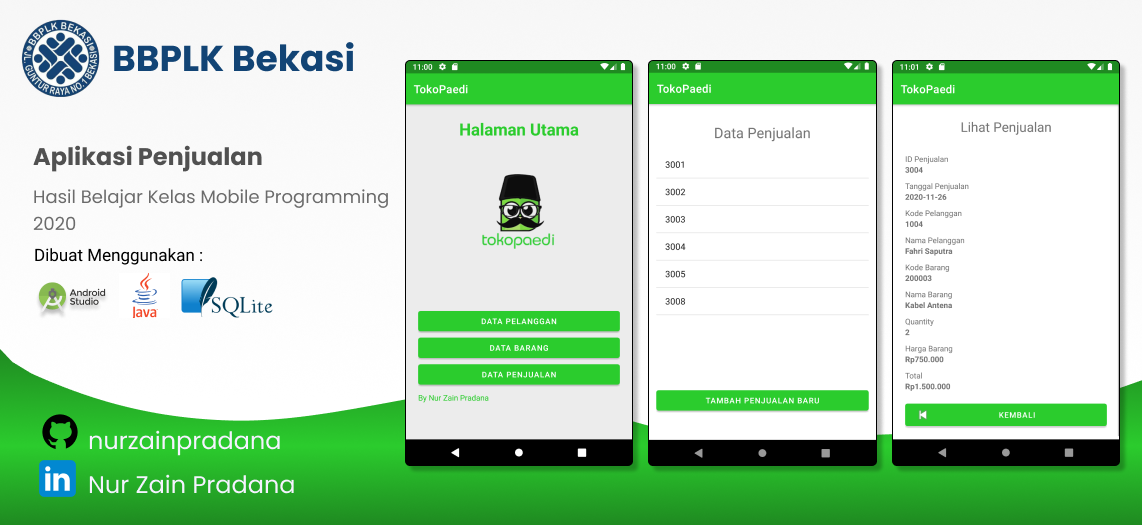 BBPLK BEKASI
JL. GUNTUR RAYA NO.1 BEKASI
BBPLK Bekasi
Aplikasi Penjualan
Hasil Belajar Kelas Mobile Programming
2020
Dibuat Menggunakan :
Android
Studio
Java
SQLite
nurzainpradana
in
Nur Zain Pradana
11:00
TokoPaedi
Halaman Utama
tokopaedi
DATA PELANGGAN
DATA BARANG
DATA PENJUALAN
By Nur Zain Pradana
11:00
TokoPaedi
Data Penjualan
3001
3002
3003
3004
3005
3008
TAMBAH PENJUALAN BARU
11:01
TokoPaedi
Lihat Penjualan
ID Penjualan
3004
Tanggal Penjualan
2020-11-26
Kode Pelanggan
1004
Nama Pelanggan
Fahri Saputra
Kode Barang
200003
Nama Barang
Kabel Antena
Quantity
2
Harga Barang
Rp750.000
Total
Rp1.500.000
KEMBALI